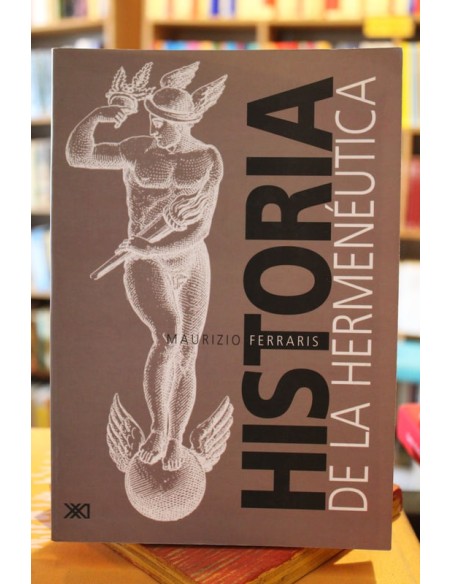 HISTORIA
DE LA HERMENÉUTICA
MAURIZIO FERRARIS
XXI